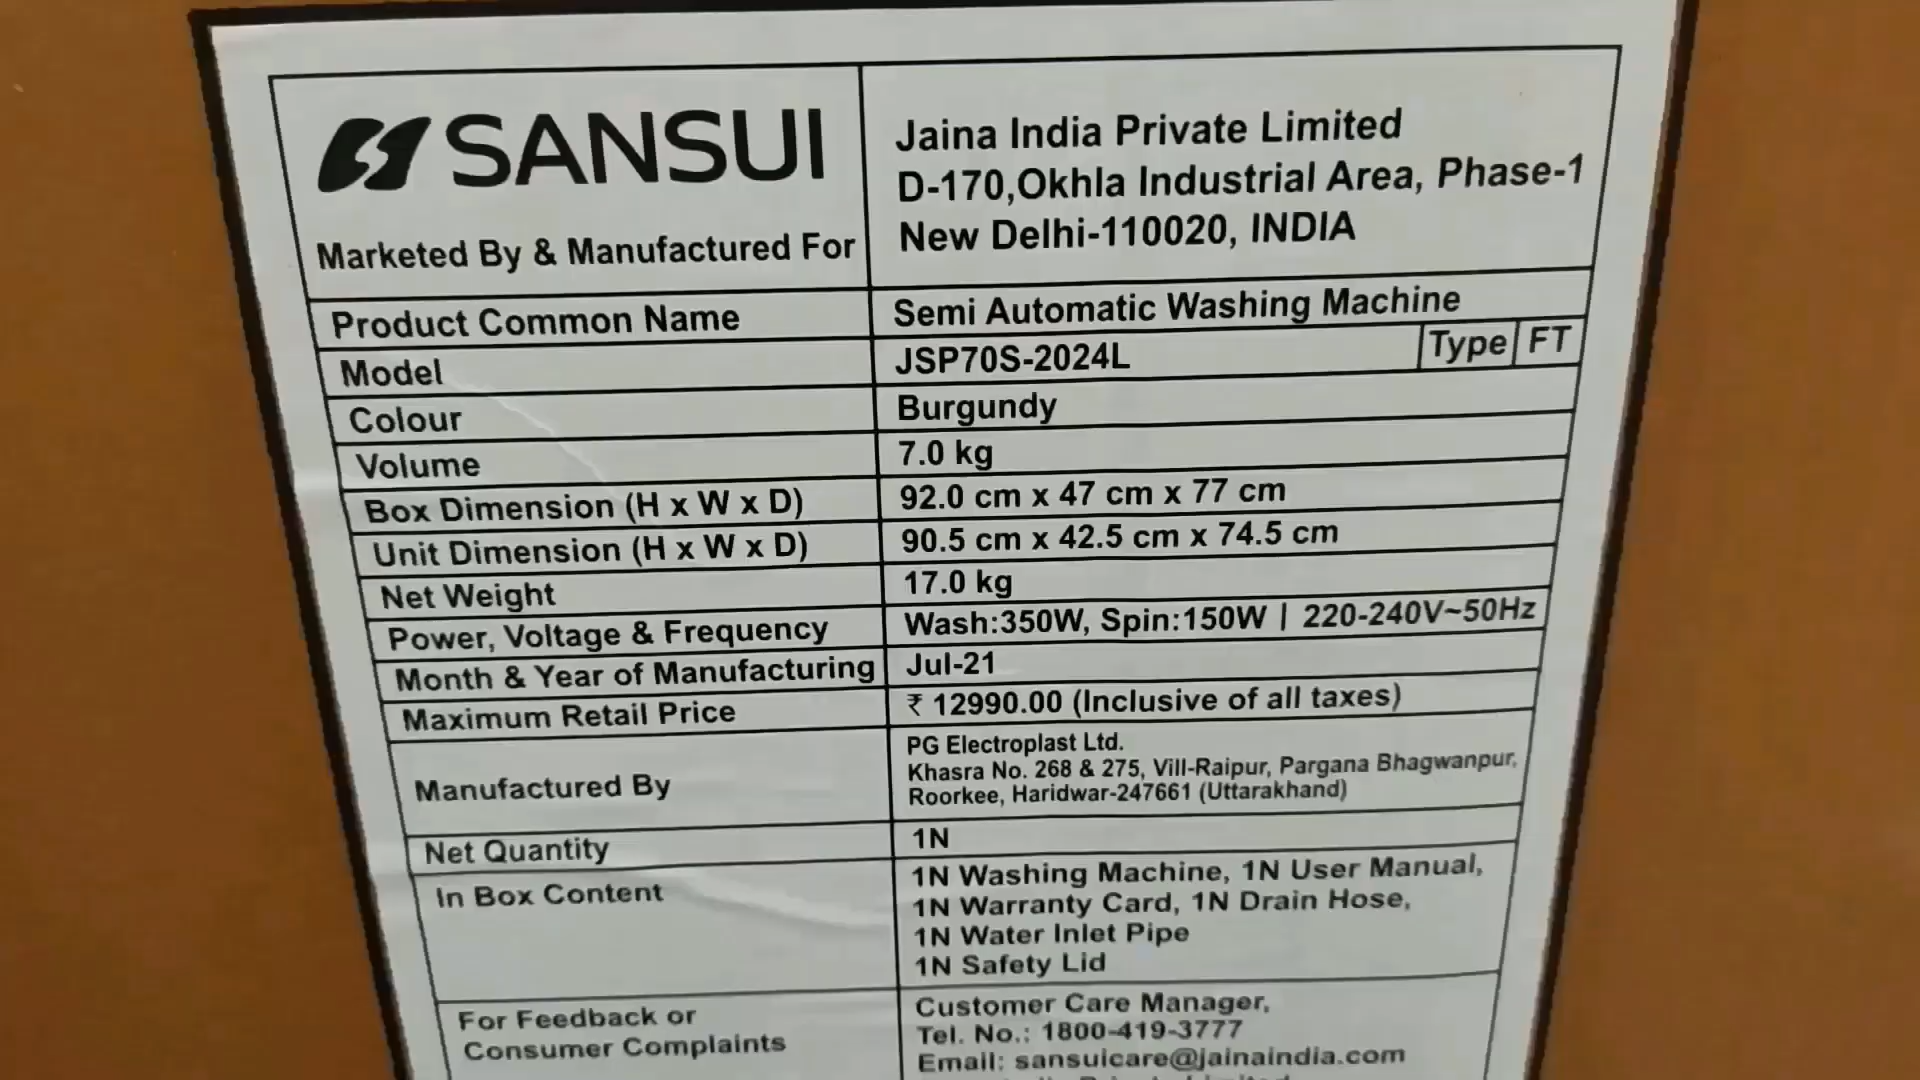 SANSUI
Marketed By & Manufactured For
Jaina India Private Limited
D-170,Okhla Industrial Area, Phase-1
New Delhi-110020, INDIA
Product Common Name
Semi Automatic Washing Machine
Model
JSP70S-2024L
Type
FT
Colour
Burgundy
Volume
7.0 kg
Box Dimension (H x W x D)
92.0 cm x 47 cm x 77 cm
Unit Dimension (H x W x D)
90.5 cm x 42.5 cm x 74.5 cm
Net Weight
17.0 kg
Power, Voltage & Frequency
Wash:350W, Spin:150W | 220-240V~50Hz
Month & Year of Manufacturing
Jul-21
Maximum Retail Price
₹ 12990.00 (Inclusive of all taxes)
Manufactured By
PG Electroplast Ltd.
Khasra No. 268 & 275, Vill-Raipur, Pargana Bhagwanpur,
Roorkee, Haridwar-247661 (Uttarakhand)
Net Quantity
1N
In Box Content
1N Washing Machine, 1N User Manual,
1N Warranty Card, 1N Drain Hose,
1N Water Inlet Pipe
1N Safety Lid
For Feedback or
Consumer Complaints
Customer Care Manager,
Tel. No.: 1800-419-3777
Email: sansuicare@jainaindia.com